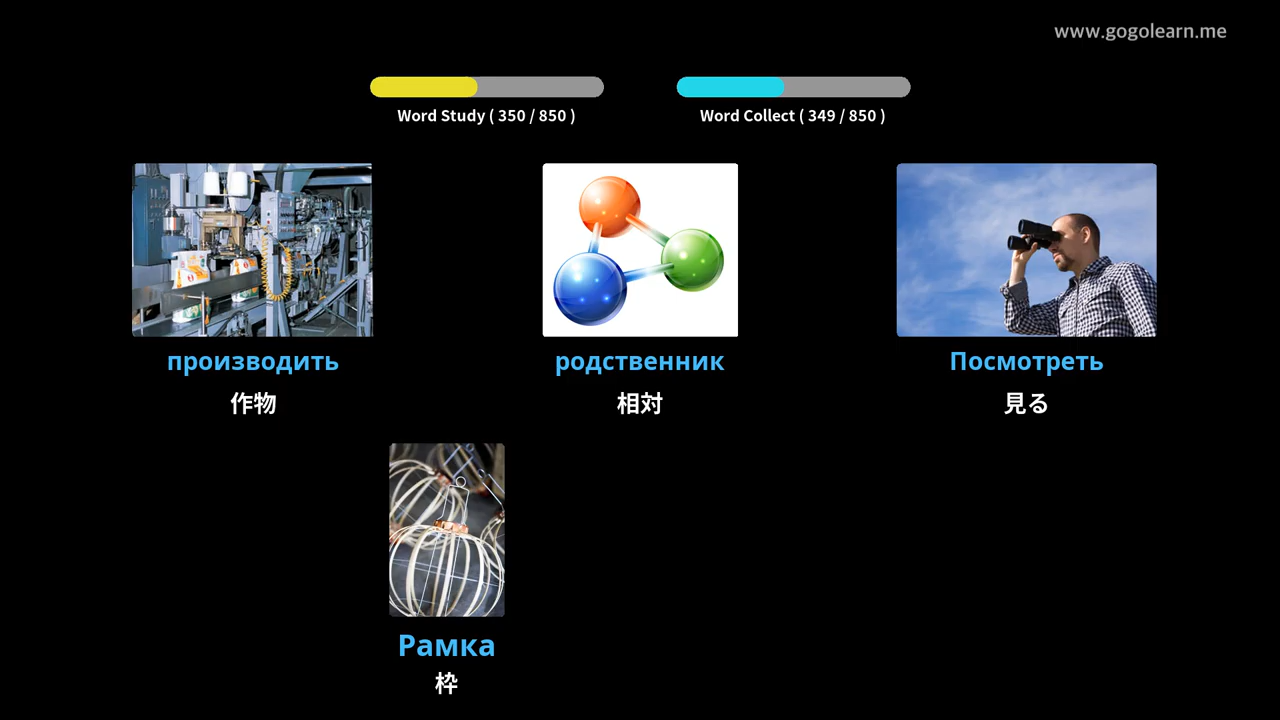 www.gogolearn.me
Word Study ( 350 / 850 )
Word Collect ( 349 / 850 )
производить
родственник
Посмотреть
作物
相対
見る
Рамка
枠